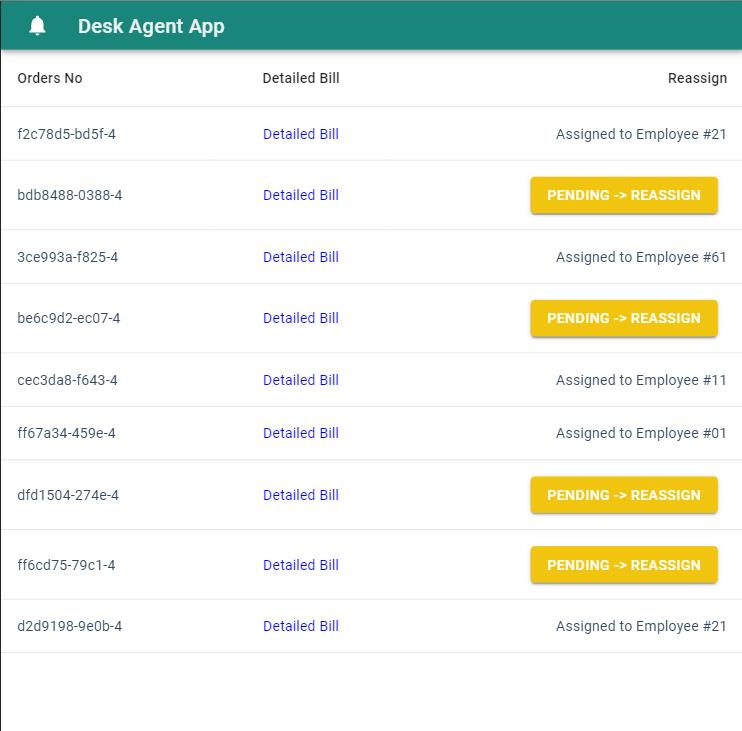 Desk Agent App
Orders No Detailed Bill Reassign
f2c78d5-bd5f-4 Detailed Bill Assigned to Employee #21
bdb8488-0388-4 Detailed Bill PENDING -> REASSIGN
3ce993a-f825-4 Detailed Bill Assigned to Employee #61
be6c9d2-ec07-4 Detailed Bill PENDING -> REASSIGN
cec3da8-f643-4 Detailed Bill Assigned to Employee #11
ff67a34-459e-4 Detailed Bill Assigned to Employee #01
dfd1504-274e-4 Detailed Bill PENDING -> REASSIGN
ff6cd75-79c1-4 Detailed Bill PENDING -> REASSIGN
d2d9198-9e0b-4 Detailed Bill Assigned to Employee #21